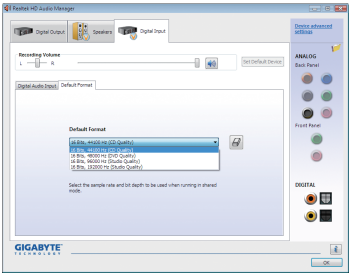 Realtek HD Audio Manager
Digital Output
Speakers
Digital Input
Device advanced settings
Recording Volume
L
R
Set Default Device
ANALOG
Back Panel
Digital Audio Input
Default Format
Default Format
16 Bits, 44100 Hz (CD Quality)
16 Bits, 44100 Hz (CD Quality)
16 Bits, 48000 Hz (DVD Quality)
16 Bits, 96000 Hz (Studio Quality)
16 Bits, 192000 Hz (Studio Quality)
Front Panel
Select the sample rate and bit depth to be used when running in shared
mode.
DIGITAL
GIGABYTE
TECHNOLOGY
OK